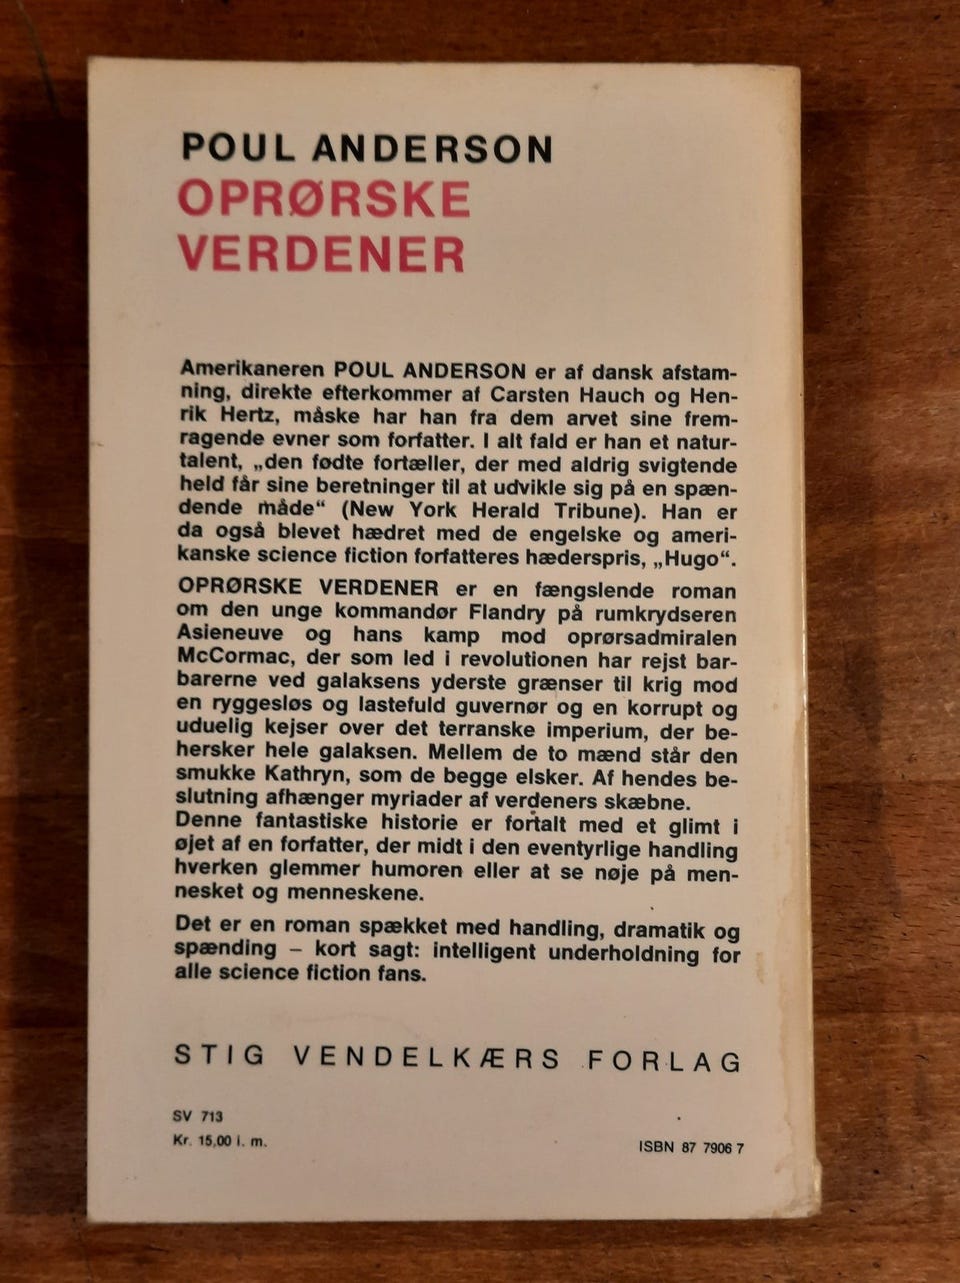 POUL ANDERSON
OPRØRSKE
VERDENER
Amerikaneren POUL ANDERSON er af dansk afstam-
ning, direkte efterkommer af Carsten Hauch og Hen-
rik Hertz, måske har han fra dem arvet sine frem-
ragende evner som forfatter. I alt fald er han et natur-
talent, „den fødte fortæller, der med aldrig svigtende
held får sine beretninger til at udvikle sig på en spæn-
dende måde“ (New York Herald Tribune). Han er
da også blevet hædret med de engelske og ameri-
kanske science fiction forfatteres hæderspris, „Hugo“.
OPRØRSKE VERDENER er en fængslende roman
om den unge kommandør Flandry på rumkrydseren
Asieneuve og hans kamp mod oprørsadmiralen
McCormac, der som led i revolutionen har rejst bar-
barerne ved galaksens yderste grænser til krig mod
en ryggesløs og lastefuld guvernør og en korrupt og
uduelig kejser over det terranske imperium, der be-
hersker hele galaksen. Mellem de to mænd står den
smukke Kathryn, som de begge elsker. Af hendes be-
slutning afhænger myriader af verdeners skæbne.
Denne fantastiske historie er fortalt med et glimt i
øjet af en forfatter, der midt i den eventyrlige handling
hverken glemmer humoren eller at se nøje på men-
nesket og menneskene.
Det er en roman spækket med handling, dramatik og
spænding – kort sagt: intelligent underholdning for
alle science fiction fans.
STIG VENDELKÆRS FORLAG
SV 713
Kr. 15,00 i. m.
ISBN 87 7906 7